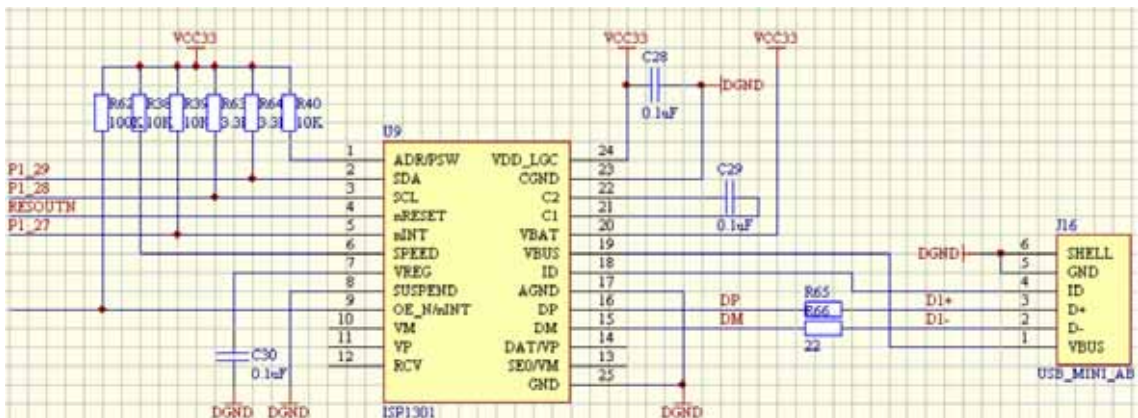 VCC33
VCC33
VCC33
C28
DGND
0.1uF
R62
R38
R39
R63
R64
R40
100K
10K
10K
3.3K
3.3K
10K
U9
1
ADR/PSW
VDD_LGC
24
P1_29
2
SDA
CGND
23
C29
P1_28
3
SCL
C2
22
RESOUTN
4
nRESET
C1
21
0.1uF
P1_27
5
nINT
VBAT
20
J16
6
SPEED
VBUS
19
DGND
6
SHELL
7
VREG
ID
18
5
GND
8
SUSPEND
AGND
17
R65
4
ID
9
OE_N/nINT
DP
16
DP
R66
D1+
3
D+
10
VM
DM
15
DM
D1-
2
D-
11
VP
DAT/VP
14
22
1
VBUS
12
RCV
SE0/VM
13
C30
0.1uF
GND
25
USB_MINI_AB
DGND
DGND
ISP1301
DGND